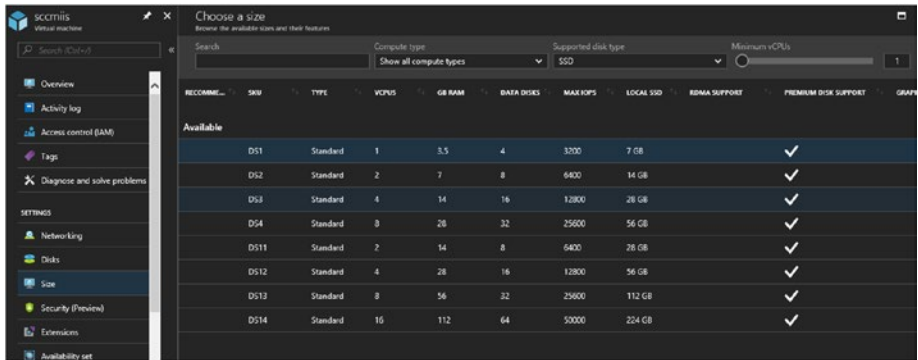 sccmiis
Virtual machine
Search (Ctrl+/)
Overview
Activity log
Access control (IAM)
Tags
Diagnose and solve problems
SETTINGS
Networking
Disks
Size
Security (Preview)
Extensions
Availability set
Choose a size
Browse the available sizes and their features
Search
Compute type
Show all compute types
Supported disk type
SSD
Minimum vCPUs
1
RECOMME... SKU TYPE VCPUS GB RAM DATA DISKS MAX IOPS LOCAL SSD RDMA SUPPORT PREMIUM DISK SUPPORT GRAPH
Available
DS1 Standard 1 3.5 4 3200 7 GB
DS2 Standard 2 7 8 6400 14 GB
DS3 Standard 4 14 16 12800 28 GB
DS4 Standard 8 28 32 25600 56 GB
DS11 Standard 2 14 8 6400 28 GB
DS12 Standard 4 28 16 12800 56 GB
DS13 Standard 8 56 32 25600 112 GB
DS14 Standard 16 112 64 50000 224 GB